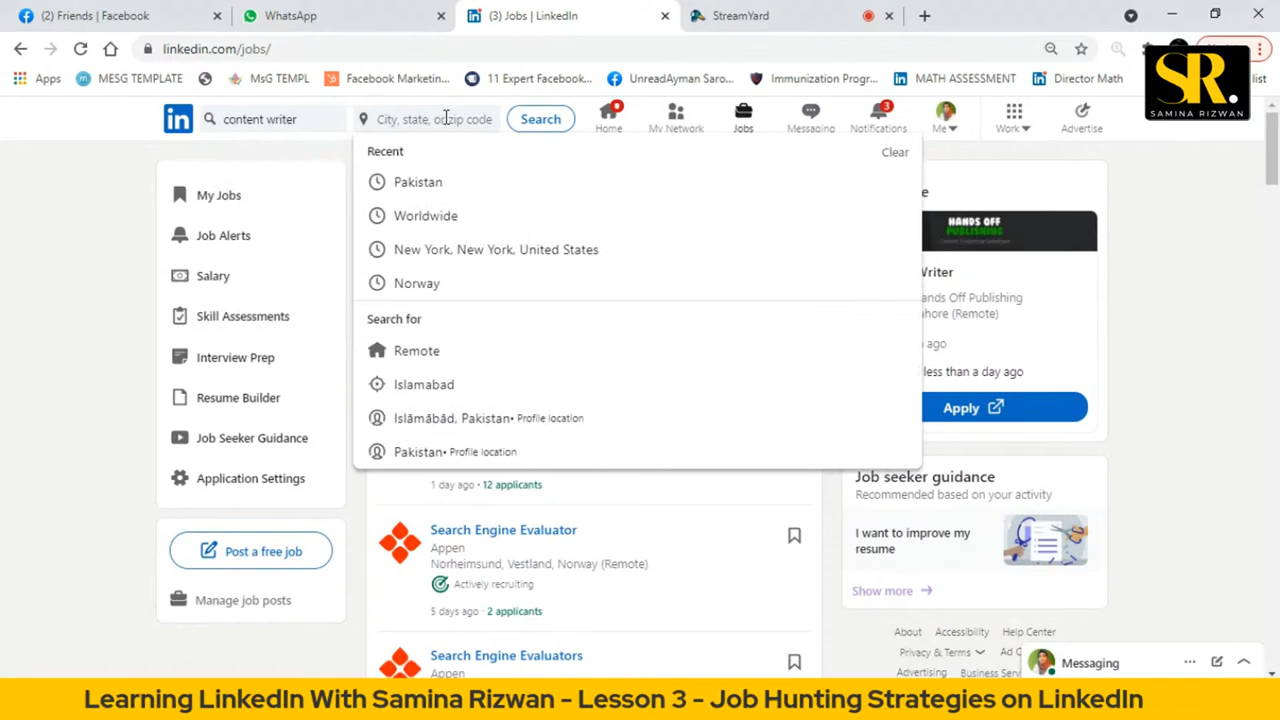 (2) Friends | Facebook
WhatsApp
(3) Jobs | LinkedIn
StreamYard
linkedin.com/jobs/
Apps
MESG TEMPLATE
MsG TEMPL
Facebook Marketin...
11 Expert Facebook...
UnreadAyman Saro...
Immunization Progr...
MATH ASSESSMENT
Director Math
list
SR.
SAMINA RIZWAN
in
content writer
City, state, or zip code
Search
Home
My Network
Jobs
Messaging
3
Notifications
Me
Work
Advertise
My Jobs
Job Alerts
Salary
Skill Assessments
Interview Prep
Resume Builder
Job Seeker Guidance
Application Settings
Post a free job
Manage job posts
Recent
Clear
Pakistan
Worldwide
New York, New York, United States
Norway
Search for
Remote
Islamabad
Islāmābād, Pakistan• Profile location
Pakistan• Profile location
1 day ago • 12 applicants
Search Engine Evaluator
Appen
Norheimsund, Vestland, Norway (Remote)
Actively recruiting
5 days ago • 2 applicants
Search Engine Evaluators
Appen
HANDS OFF
PUBLISHING
Writer
ands Off Publishing
ahore (Remote)
ago
less than a day ago
Apply
Job seeker guidance
Recommended based on your activity
I want to improve my
resume
Show more
About
Accessibility
Help Center
Privacy & Terms
Ad C
Advertising
Business Serv
Messaging
Learning LinkedIn With Samina Rizwan - Lesson 3 - Job Hunting Strategies on LinkedIn